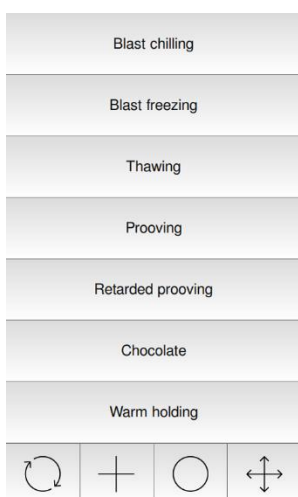 Blast chilling
Blast freezing
Thawing
Prooving
Retarded prooving
Chocolate
Warm holding